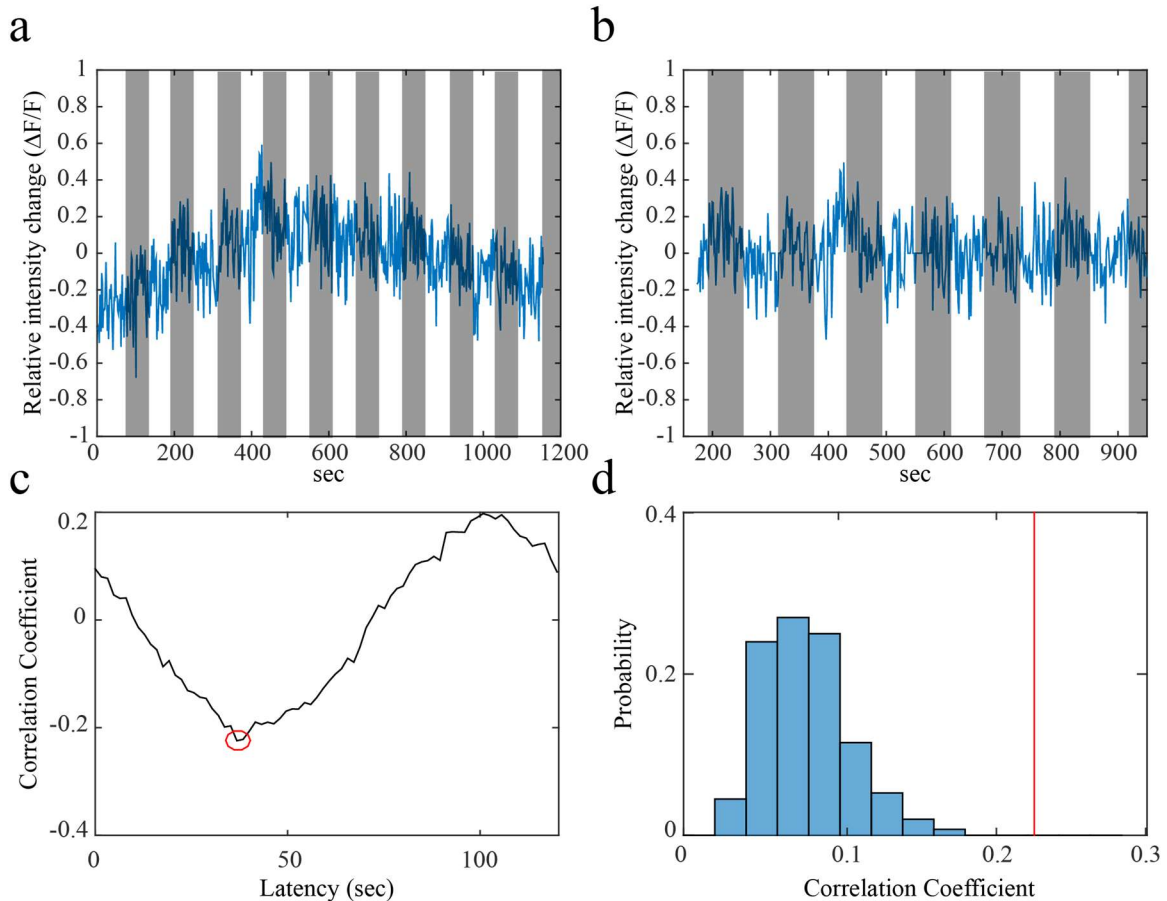 a
Relative intensity change (ΔF/F)
1
0.8
0.6
0.4
0.2
0
-0.2
-0.4
-0.6
-0.8
-1
0 200 400 600 800 1000 1200
sec
b
Relative intensity change (ΔF/F)
1
0.8
0.6
0.4
0.2
0
-0.2
-0.4
-0.6
-0.8
-1
200 300 400 500 600 700 800 900
sec
c
Correlation Coefficient
0.2
0
-0.2
-0.4
0 50 100
Latency (sec)
d
Probability
0.4
0.2
0
0 0.1 0.2 0.3
Correlation Coefficient